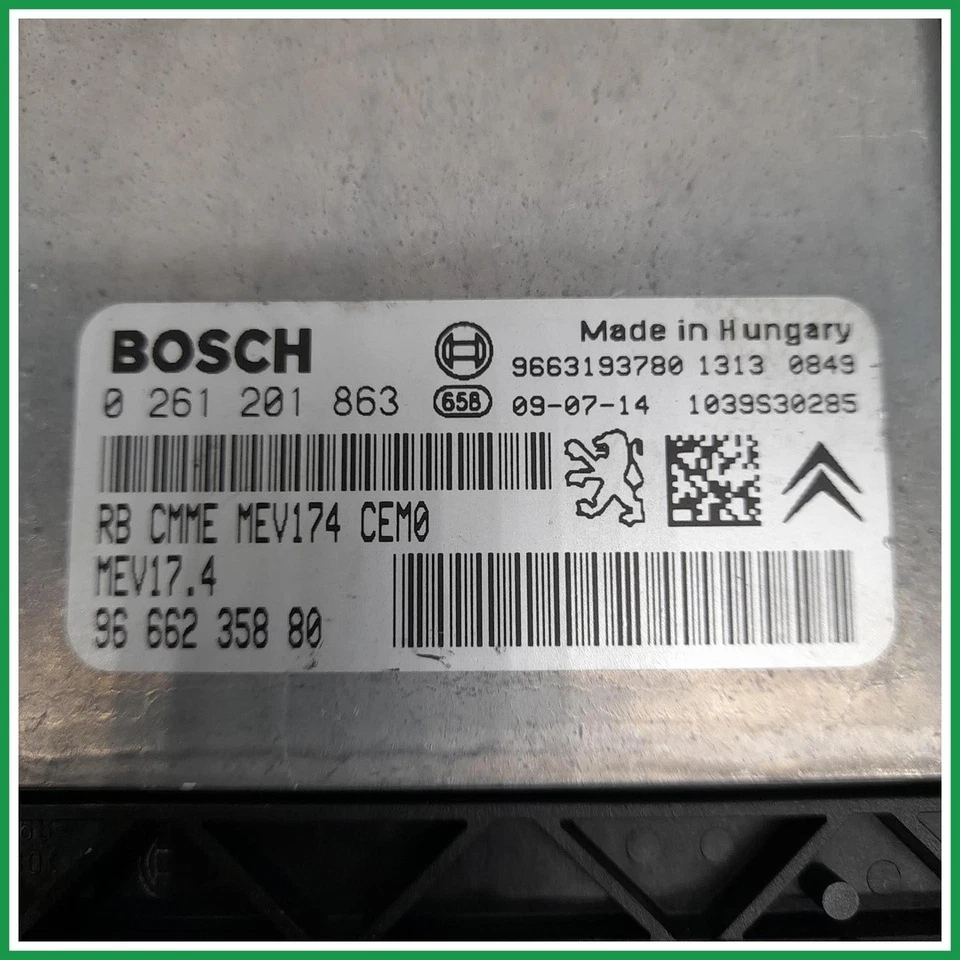 BOSCH
Made in Hungary
9663193780 1313 0849
0 261 201 863
65B
09-07-14 1039S30285
RB CMME MEV174 CEM0
MEV17.4
96 662 358 80